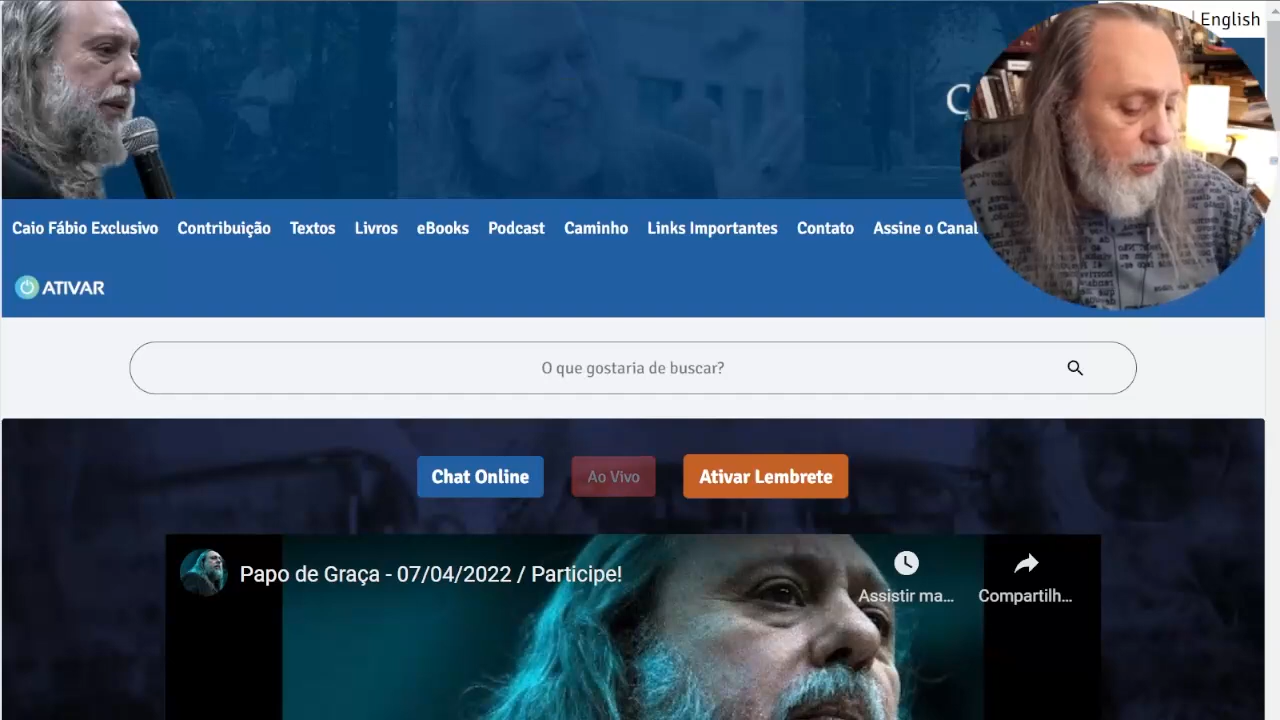 English
C
Caio Fábio Exclusivo Contribuição Textos Livros eBooks Podcast Caminho Links Importantes Contato Assine o Canal
ATIVAR
O que gostaria de buscar?
Chat Online Ao Vivo Ativar Lembrete
Papo de Graça - 07/04/2022 / Participe!
Assistir ma... Compartilh...